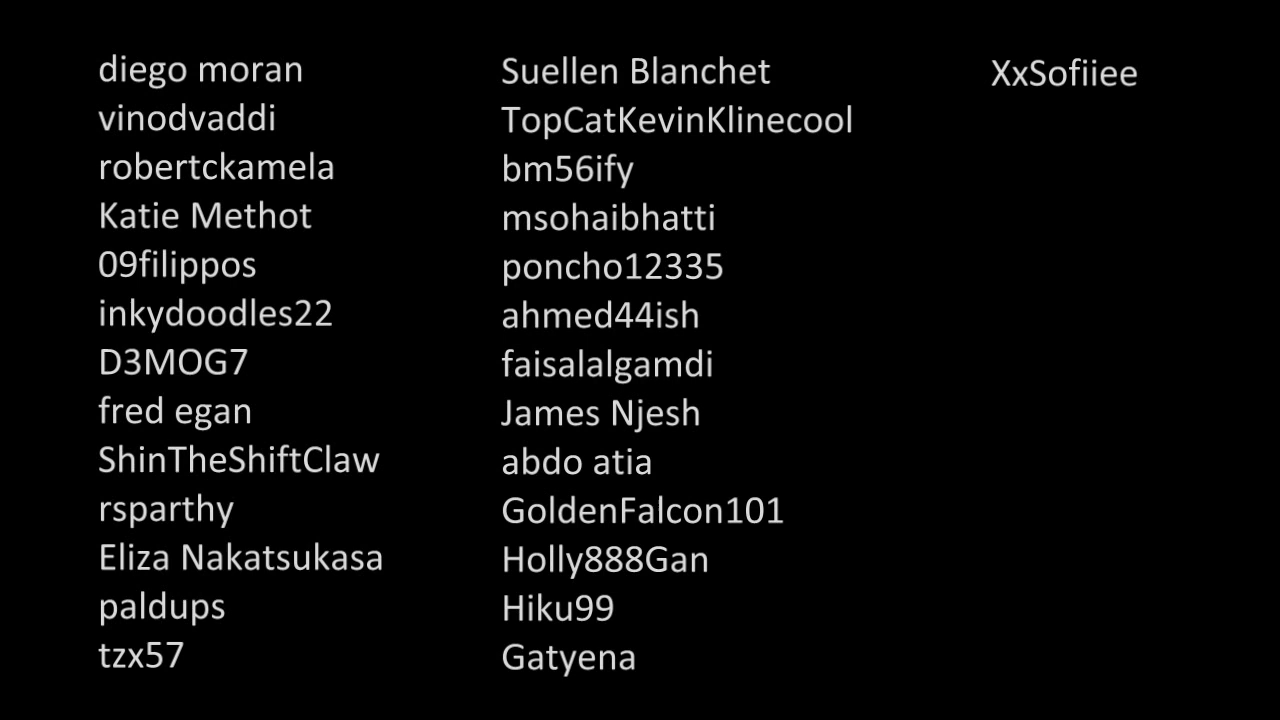 diego moran
vinodvaddi
robertckamela
Katie Methot
09filippos
inkydoodles22
D3MOG7
fred egan
ShinTheShiftClaw
rsparthy
Eliza Nakatsukasa
paldups
tzx57
Suellen Blanchet
TopCatKevinKlinecool
bm56ify
msohaibhatti
poncho12335
ahmed44ish
faisalalgamdi
James Njesh
abdo atia
GoldenFalcon101
Holly888Gan
Hiku99
Gatyena
XxSofiiee